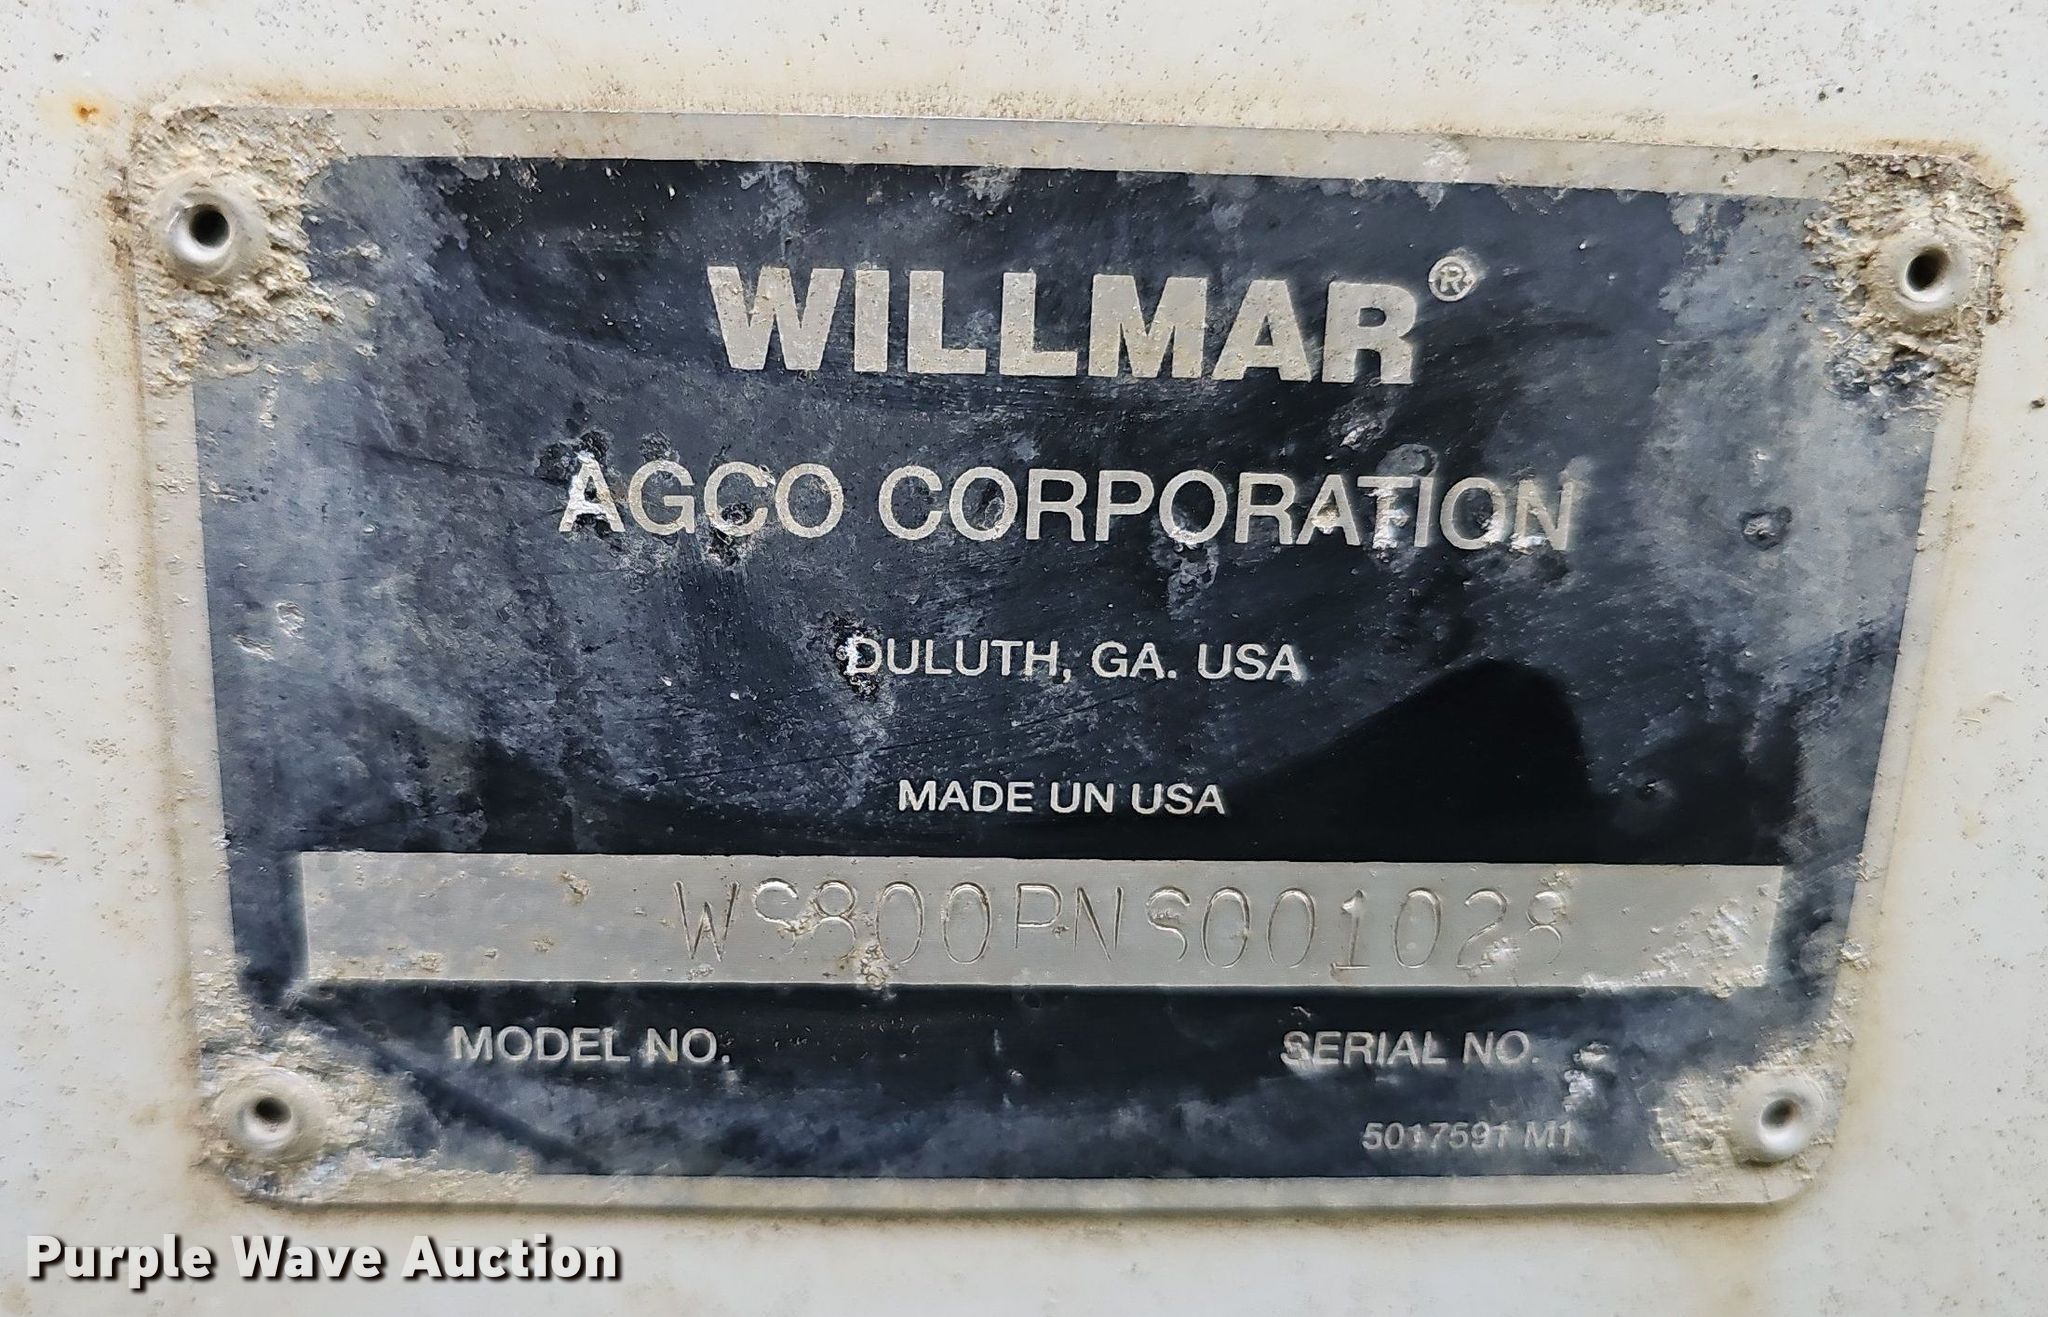 WILLMAR®
AGCO CORPORATION
DULUTH, GA. USA
MADE UN USA
WS800PNS001028
MODEL NO. SERIAL NO.
5017591 M1
Purple Wave Auction